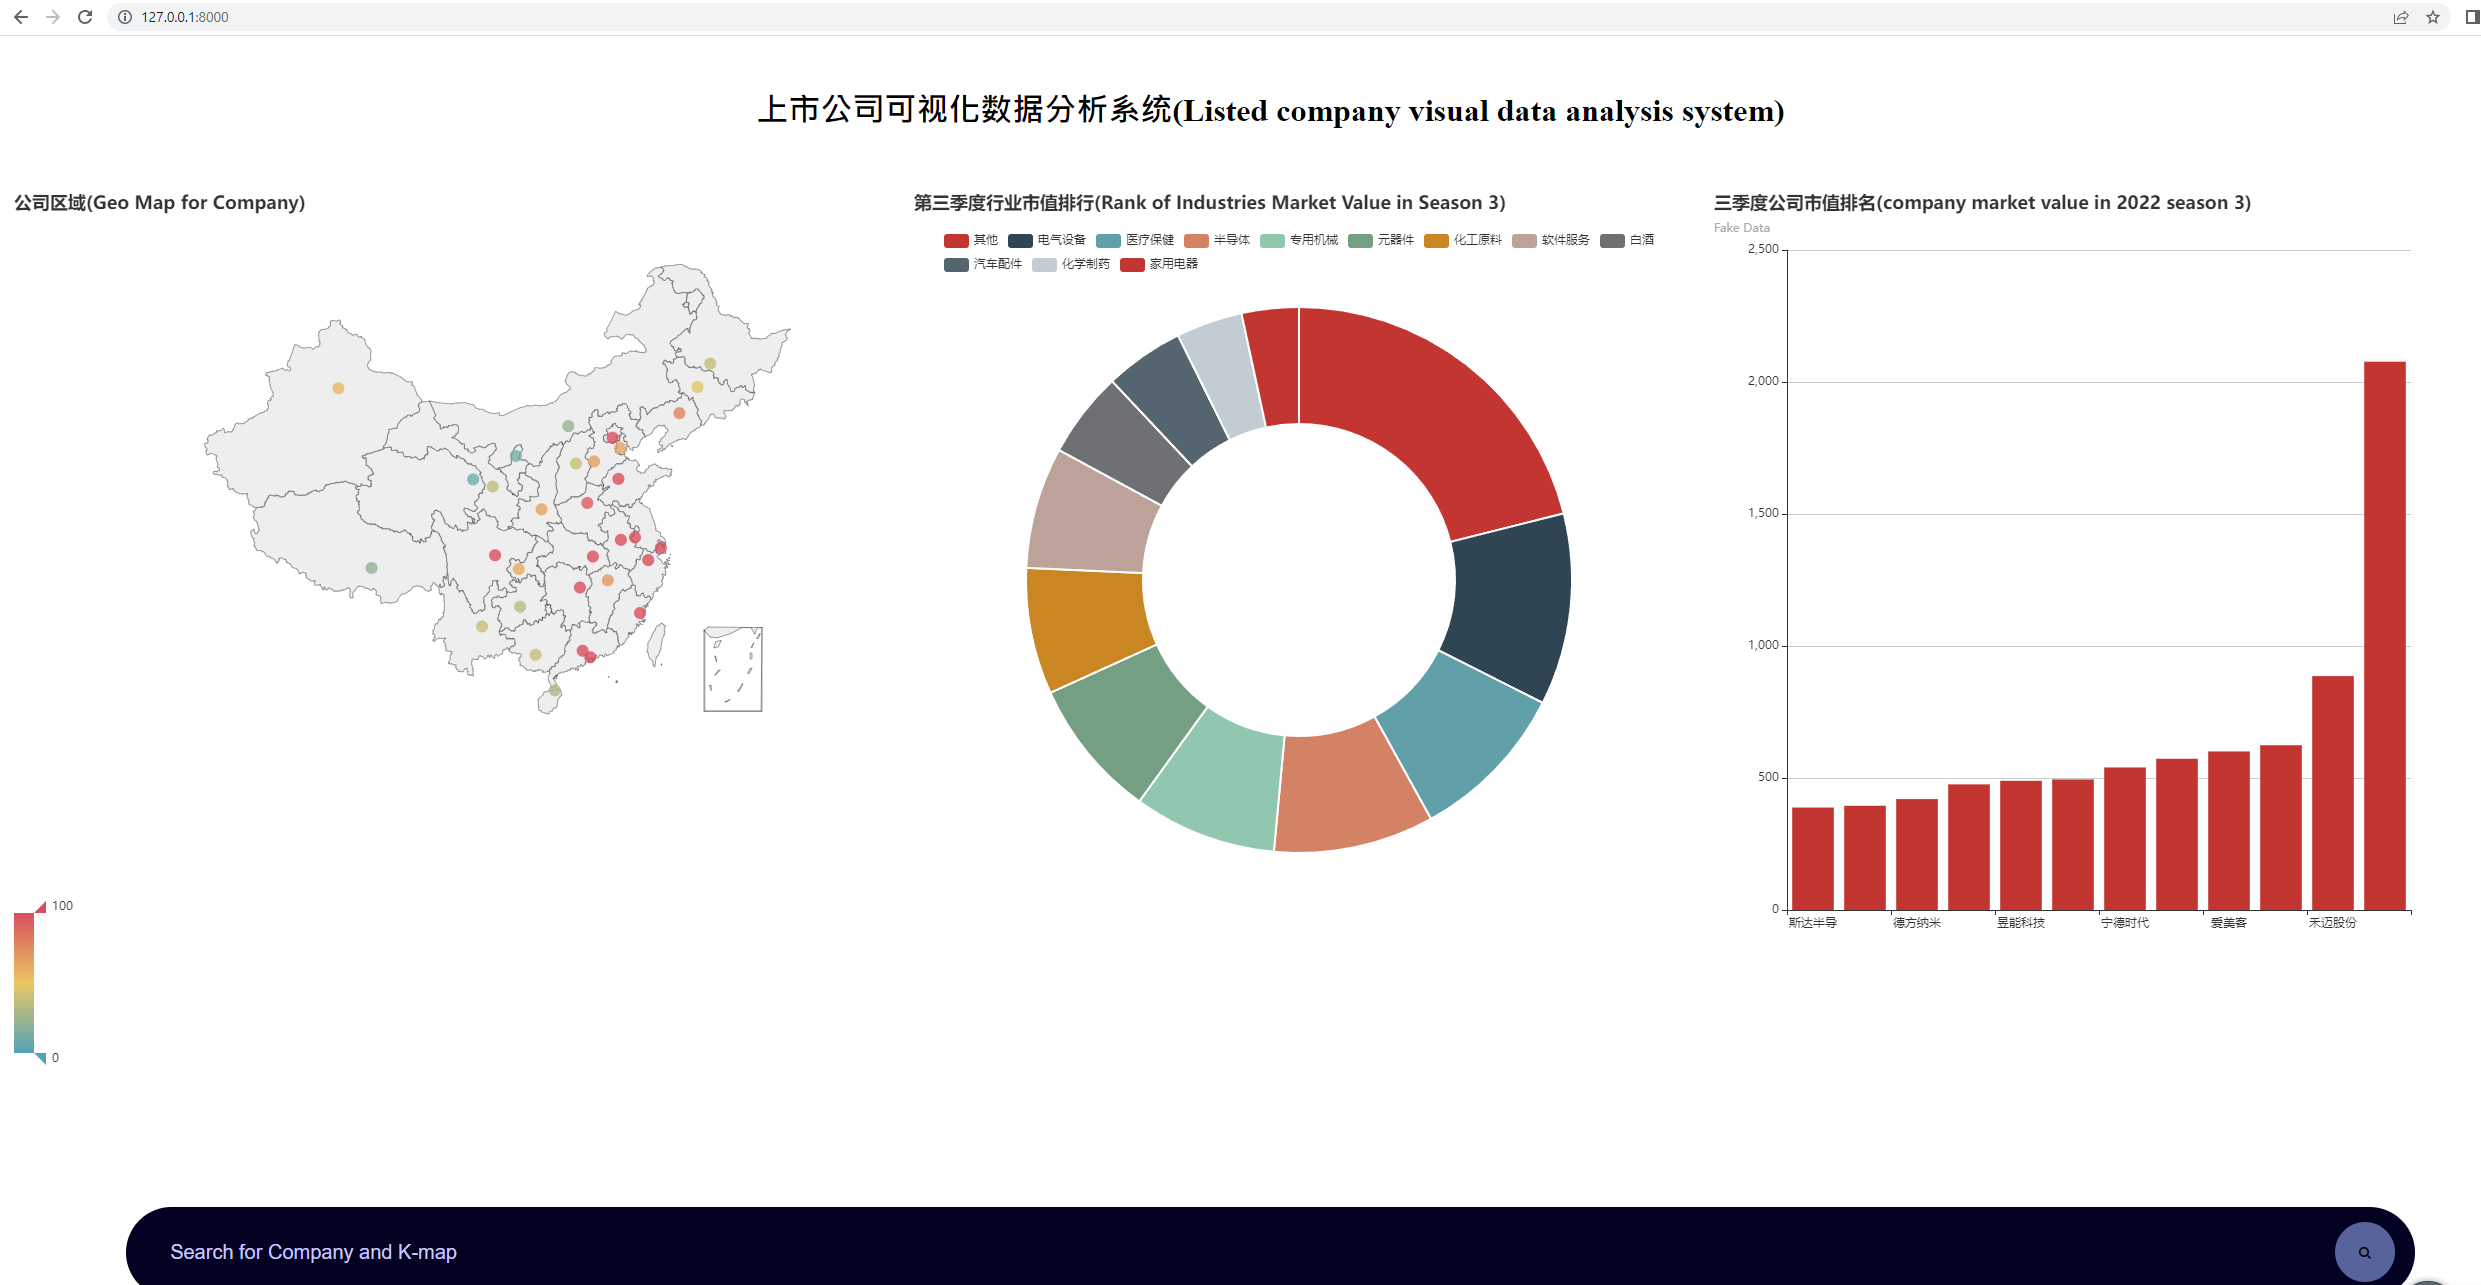 127.0.0.1:8000
上市公司可视化数据分析系统(Listed company visual data analysis system)
公司区域(Geo Map for Company)
100
0
第三季度行业市值排行(Rank of Industries Market Value in Season 3)
其他 电气设备 医疗保健 半导体 专用机械 元器件 化工原料 软件服务 白酒
汽车配件 化学制药 家用电器
三季度公司市值排名(company market value in 2022 season 3)
Fake Data
2,500
2,000
1,500
1,000
500
0
斯达半导 德方纳米 昱能科技 宁德时代 爱美客 禾迈股份
Search for Company and K-map